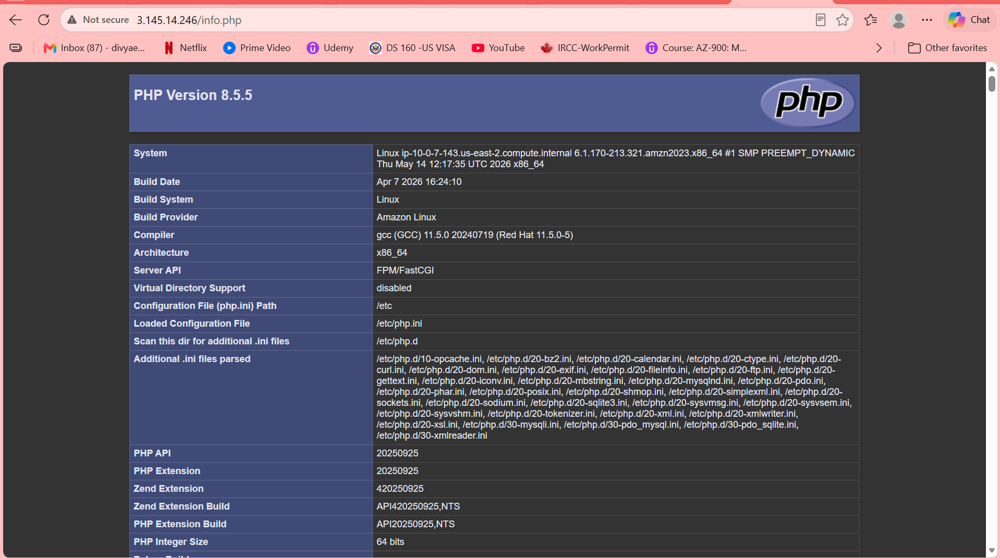 Not secure 3.145.14.246/info.php Chat
Inbox (87) - divyae... Netflix Prime Video Udemy DS 160 -US VISA YouTube IRCC-WorkPermit Course: AZ-900: M... Other favorites
PHP Version 8.5.5 php
System Linux ip-10-0-7-143.us-east-2.compute.internal 6.1.170-213.321.amzn2023.x86_64 #1 SMP PREEMPT_DYNAMIC
Thu May 14 12:17:35 UTC 2026 x86_64
Build Date Apr 7 2026 16:24:10
Build System Linux
Build Provider Amazon Linux
Compiler gcc (GCC) 11.5.0 20240719 (Red Hat 11.5.0-5)
Architecture x86_64
Server API FPM/FastCGI
Virtual Directory Support disabled
Configuration File (php.ini) Path /etc
Loaded Configuration File /etc/php.ini
Scan this dir for additional .ini files /etc/php.d
Additional .ini files parsed /etc/php.d/10-opcache.ini, /etc/php.d/20-bz2.ini, /etc/php.d/20-calendar.ini, /etc/php.d/20-ctype.ini, /etc/php.d/20-
curl.ini, /etc/php.d/20-dom.ini, /etc/php.d/20-exif.ini, /etc/php.d/20-fileinfo.ini, /etc/php.d/20-ftp.ini, /etc/php.d/20-
gettext.ini, /etc/php.d/20-iconv.ini, /etc/php.d/20-mbstring.ini, /etc/php.d/20-mysqlnd.ini, /etc/php.d/20-pdo.ini,
/etc/php.d/20-phar.ini, /etc/php.d/20-posix.ini, /etc/php.d/20-shmop.ini, /etc/php.d/20-simplexml.ini, /etc/php.d/20-
sockets.ini, /etc/php.d/20-sodium.ini, /etc/php.d/20-sqlite3.ini, /etc/php.d/20-sysvmsg.ini, /etc/php.d/20-sysvsem.ini,
/etc/php.d/20-sysvshm.ini, /etc/php.d/20-tokenizer.ini, /etc/php.d/20-xml.ini, /etc/php.d/20-xmlwriter.ini,
/etc/php.d/20-xsl.ini, /etc/php.d/30-mysqli.ini, /etc/php.d/30-pdo_mysql.ini, /etc/php.d/30-pdo_sqlite.ini,
/etc/php.d/30-xmlreader.ini
PHP API 20250925
PHP Extension 20250925
Zend Extension 420250925
Zend Extension Build API420250925,NTS
PHP Extension Build API20250925,NTS
PHP Integer Size 64 bits